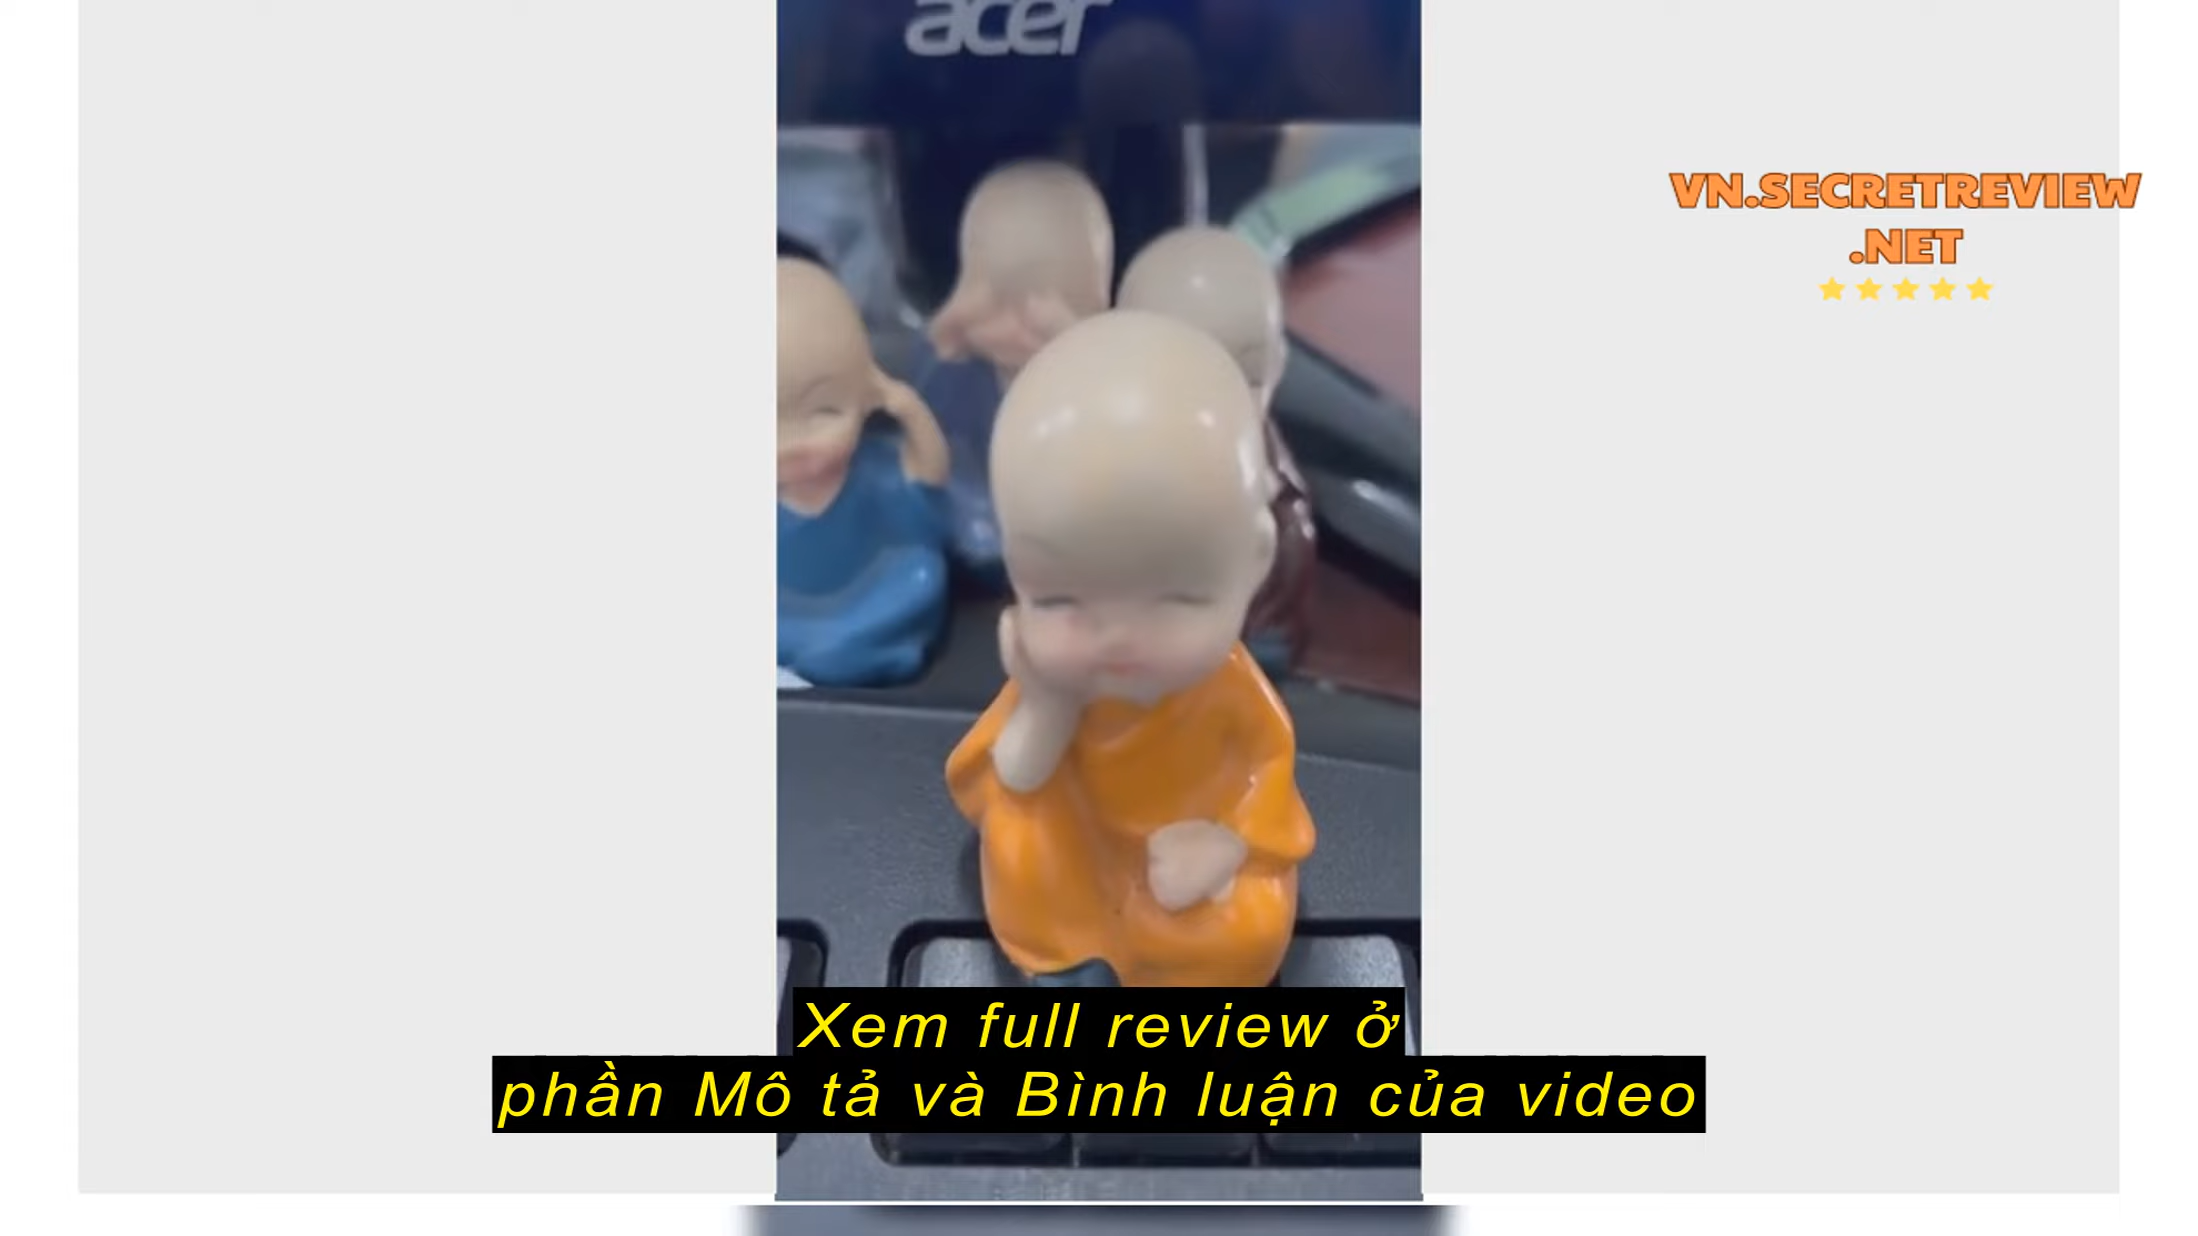 acer
VN.SECRETREVIEW
.NET
Xem full review ở
phần Mô tả và Bình luận của video